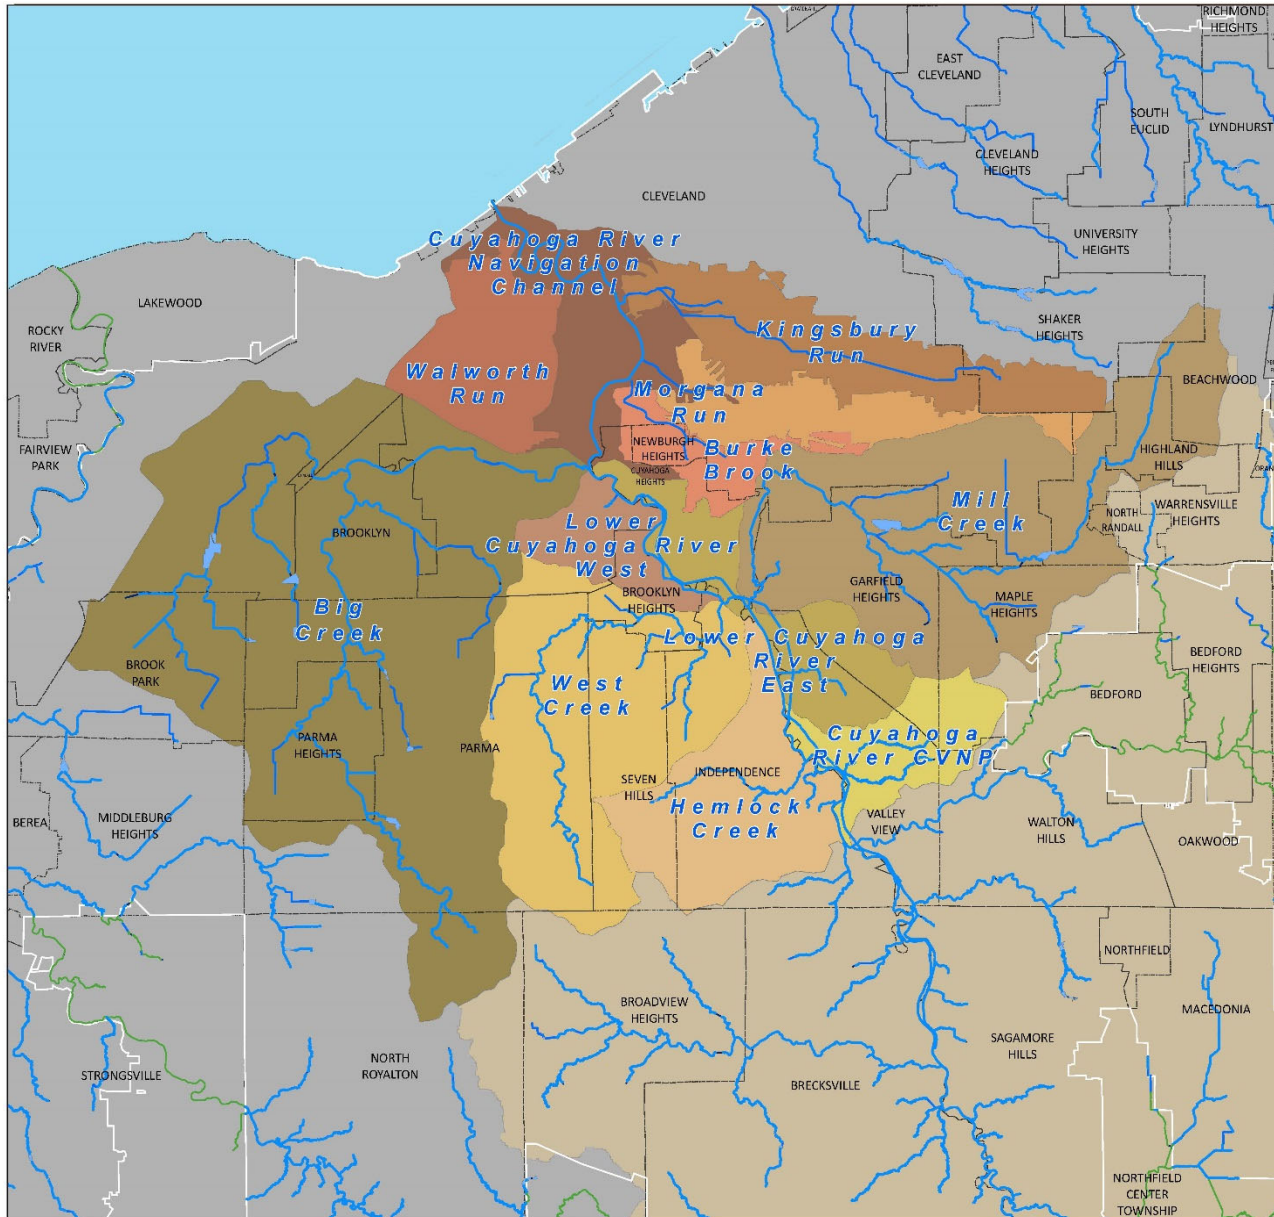 RICHMOND
HEIGHTS
EAST
CLEVELAND
SOUTH
EUCLID
LYNDHURST
CLEVELAND
HEIGHTS
CLEVELAND
UNIVERSITY
HEIGHTS
Cuyahoga River
Navigation
Channel
LAKEWOOD
ROCKY
RIVER
SHAKER
HEIGHTS
Kingsbury
Run
Walworth
Run
BEACHWOOD
Morgana
Run
FAIRVIEW
PARK
NEWBURGH
HEIGHTS
Burke
Brook
HIGHLAND
HILLS
CUYAHOGA
HEIGHTS
Mill
Creek
NORTH
RANDALL
WARRENSVILLE
HEIGHTS
BROOKLYN
Lower
Cuyahoga River
West
GARFIELD
HEIGHTS
MAPLE
HEIGHTS
BROOKLYN
HEIGHTS
Big
Creek
Lower Cuyahoga
River
East
BEDFORD
HEIGHTS
BROOK
PARK
West
Creek
BEDFORD
PARMA
HEIGHTS
PARMA
Cuyahoga
River CVNP
SEVEN
HILLS
INDEPENDENCE
Hemlock
Creek
VALLEY
VIEW
BEREA
MIDDLEBURG
HEIGHTS
WALTON
HILLS
OAKWOOD
NORTHFIELD
BROADVIEW
HEIGHTS
MACEDONIA
SAGAMORE
HILLS
NORTH
ROYALTON
STRONGSVILLE
BRECKSVILLE
NORTHFIELD
CENTER
TOWNSHIP